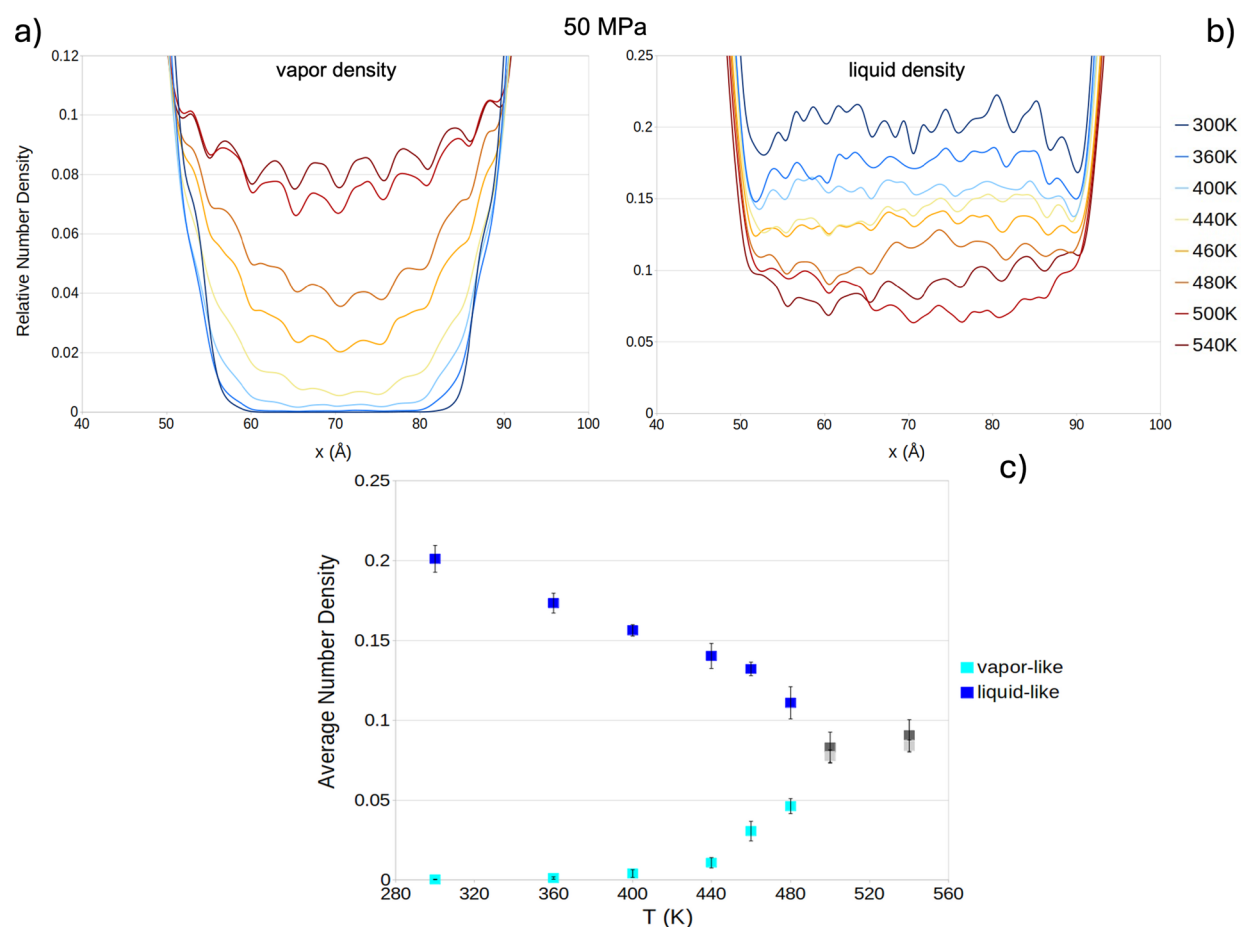 a)
50 MPa
b)
vapor density
0.12
0.1
0.08
0.06
0.04
0.02
0
Relative Number Density
40 50 60 70 80 90 100
x (Å)
liquid density
0.25
0.2
0.15
0.1
0.05
0
40 50 60 70 80 90 100
x (Å)
300K
360K
400K
440K
460K
480K
500K
540K
c)
0.25
0.2
0.15
0.1
0.05
0
Average Number Density
280 320 360 400 440 480 520 560
T (K)
vapor-like
liquid-like